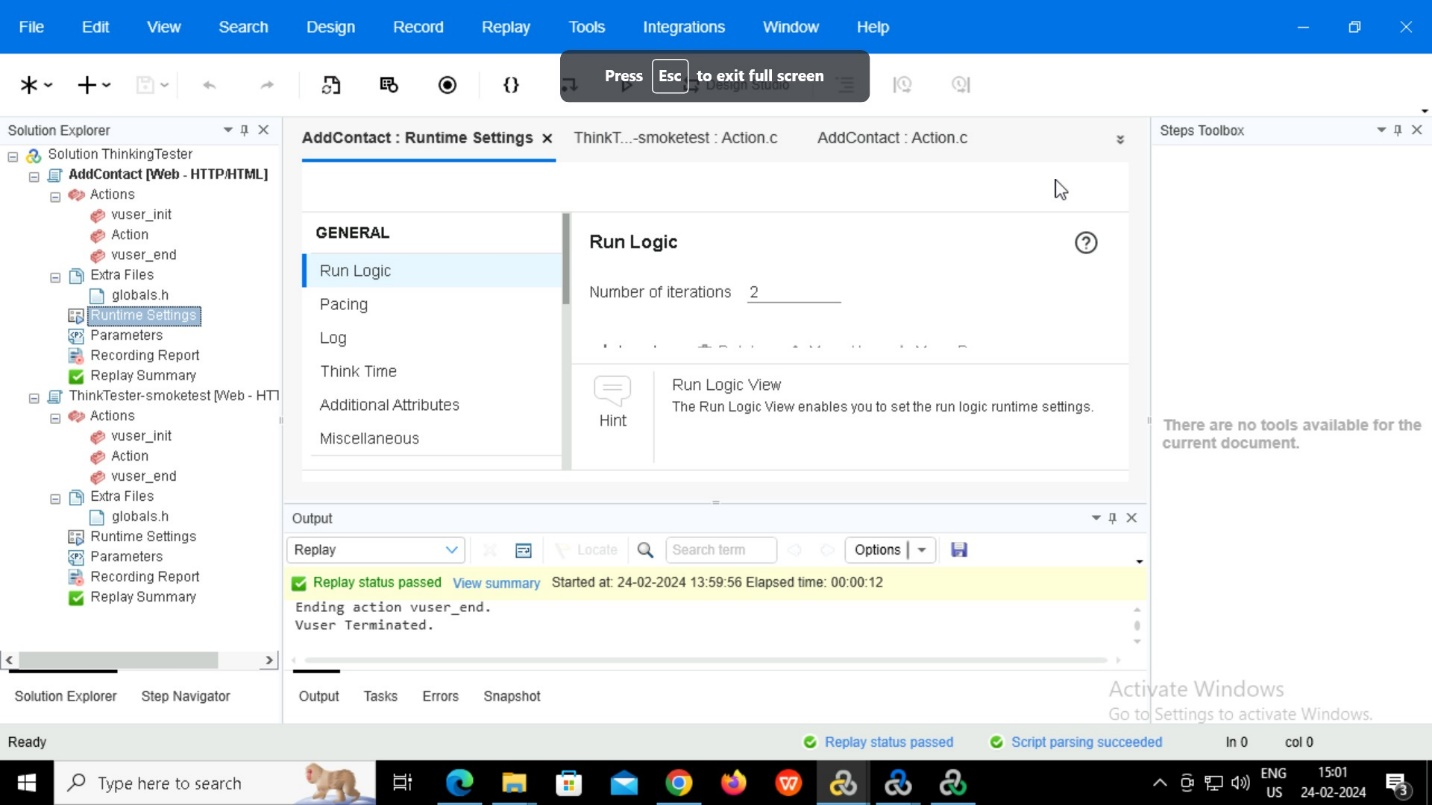 File Edit View Search Design Record Replay Tools Integrations Window Help
Press Esc to exit full screen
Design Studio
Solution Explorer
Solution ThinkingTester
AddContact [Web - HTTP/HTML]
Actions
vuser_init
Action
vuser_end
Extra Files
globals.h
Runtime Settings
Parameters
Recording Report
Replay Summary
ThinkTester-smoketest [Web - HTT
Actions
vuser_init
Action
vuser_end
Extra Files
globals.h
Runtime Settings
Parameters
Recording Report
Replay Summary
Solution Explorer Step Navigator
AddContact : Runtime Settings ThinkT...-smoketest : Action.c AddContact : Action.c
GENERAL
Run Logic
Pacing
Log
Think Time
Additional Attributes
Miscellaneous
Run Logic
Number of iterations 2
Hint
Run Logic View
The Run Logic View enables you to set the run logic runtime settings.
Output
Replay Locate Search term Options
Replay status passed View summary Started at: 24-02-2024 13:59:56 Elapsed time: 00:00:12
Ending action vuser_end.
Vuser Terminated.
Output Tasks Errors Snapshot
Steps Toolbox
There are no tools available for the
current document.
Activate Windows
Go to Settings to activate Windows.
Ready Replay status passed Script parsing succeeded ln 0 col 0
Type here to search
ENG
US
15:01
24-02-2024
3